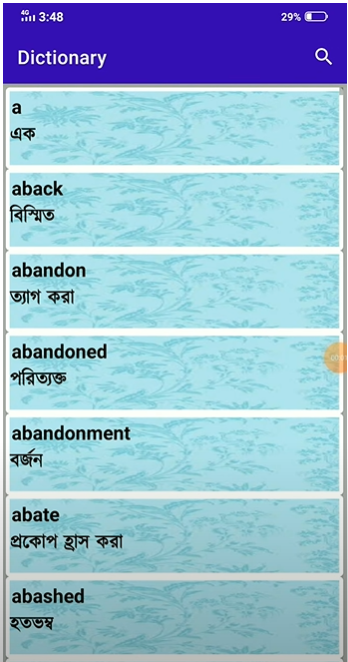 4G 3:48 29%
Dictionary
a
এক
aback
বিস্মিত
abandon
ত্যাগ করা
abandoned
পরিত্যক্ত
abandonment
বর্জন
abate
প্রকোপ হ্রাস করা
abashed
হতভম্ব